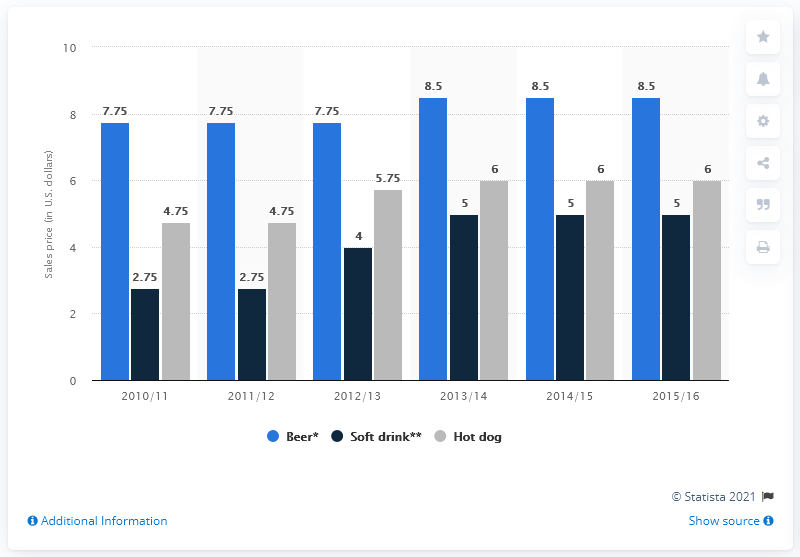 10
8
6
4
2
0
Sales price (in U.S. dollars)
7.75 2.75 4.75
7.75 2.75 4.75
7.75 4 5.75
8.5 5 6
8.5 5 6
8.5 5 6
2010/11 2011/12 2012/13 2013/14 2014/15 2015/16
Beer* Soft drink** Hot dog
© Statista 2021
Additional Information Show source